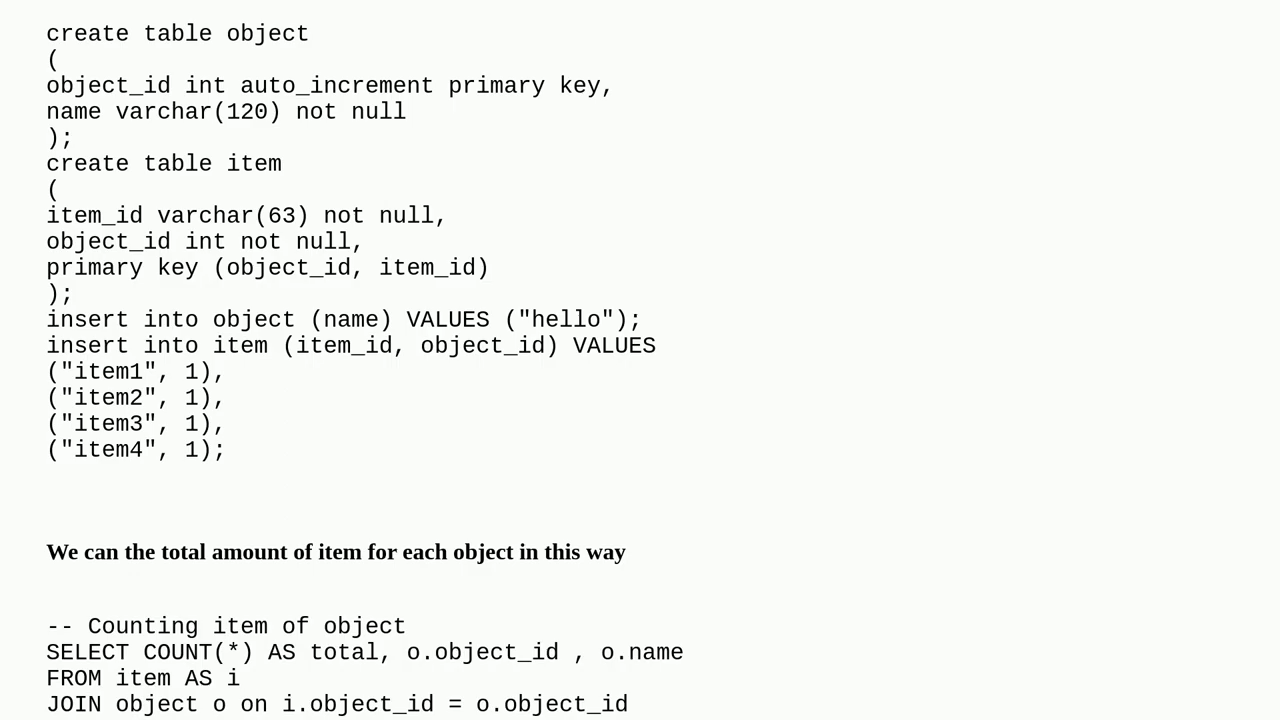 create table object
(
object_id int auto_increment primary key,
name varchar(120) not null
);
create table item
(
item_id varchar(63) not null,
object_id int not null,
primary key (object_id, item_id)
);
insert into object (name) VALUES ("hello");
insert into item (item_id, object_id) VALUES
("item1", 1),
("item2", 1),
("item3", 1),
("item4", 1);
We can the total amount of item for each object in this way
-- Counting item of object
SELECT COUNT(*) AS total, o.object_id , o.name
FROM item AS i
JOIN object o on i.object_id = o.object_id